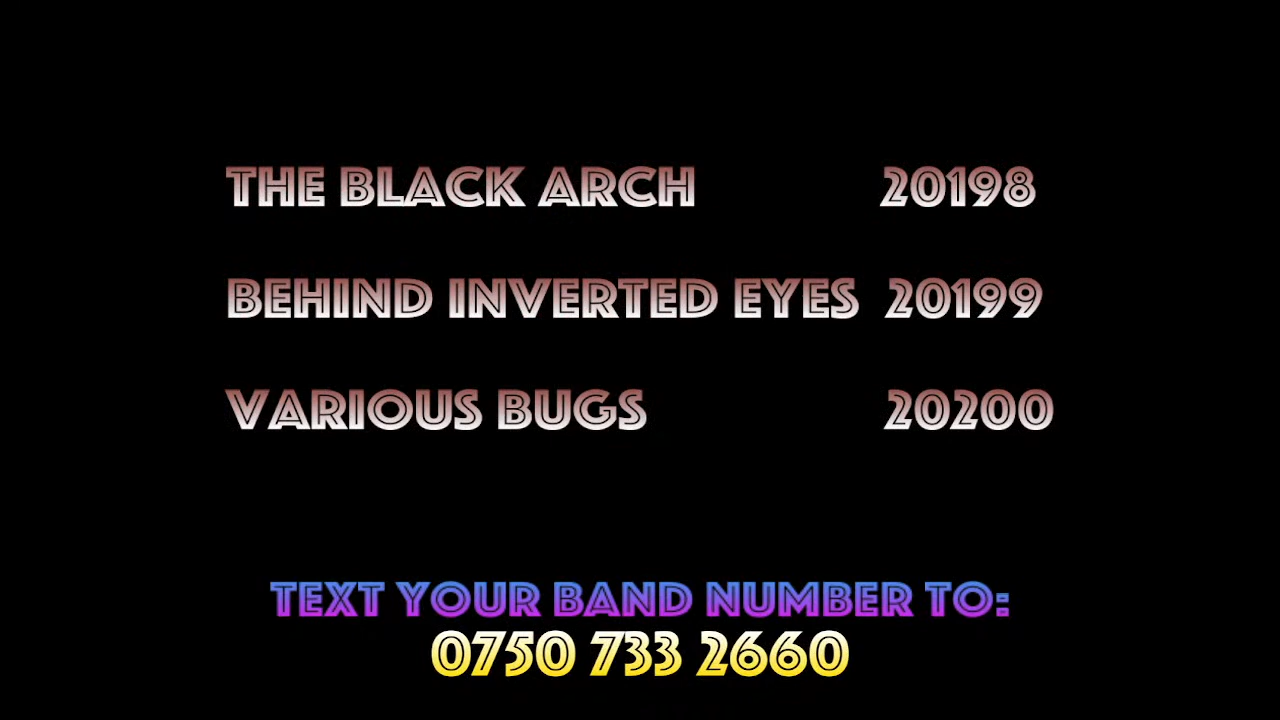 THE BLACK ARCH 20198
BEHIND INVERTED EYES 20199
VARIOUS BUGS 20200
TEXT YOUR BAND NUMBER TO:
0750 733 2660